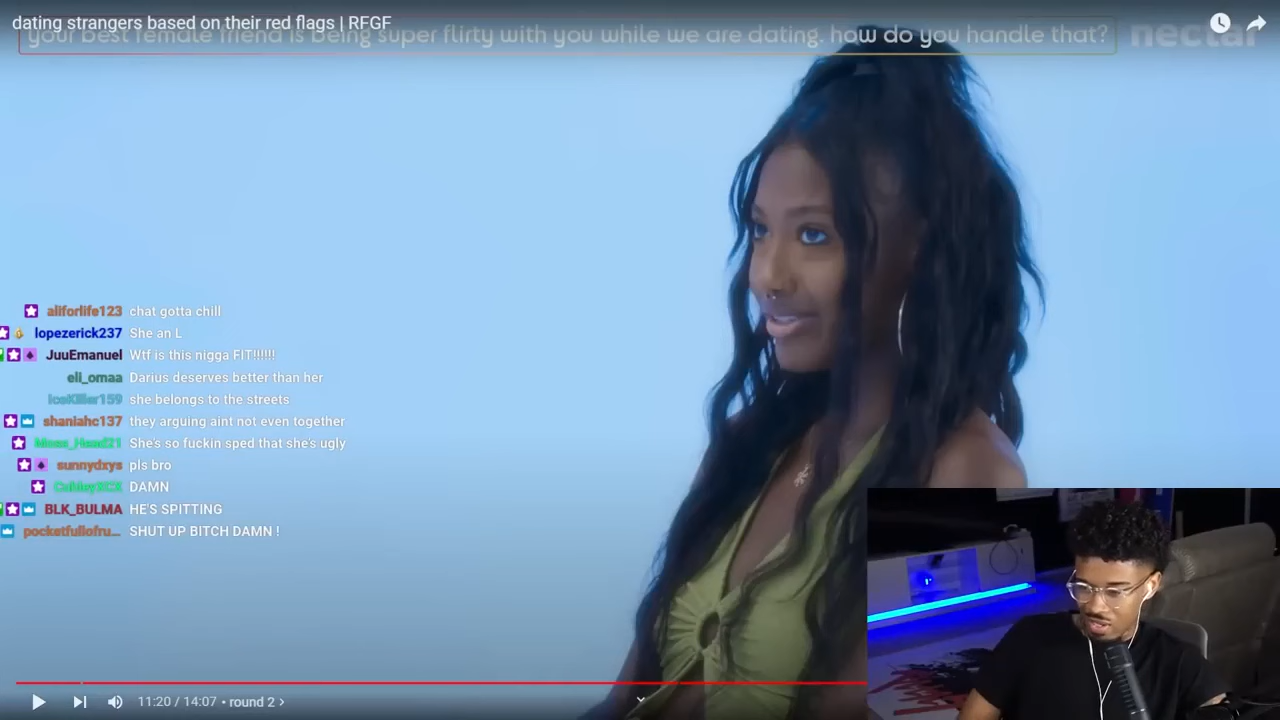 dating strangers based on their red flags | RFGF
your best female friend is being super flirty with you while we are dating. how do you handle that?
nectar
aliforlife123 chat gotta chill
lopezerick237 She an L
JuuEmanuel Wtf is this nigga FIT!!!!!!
eli_omaa Darius deserves better than her
IceKiller159 she belongs to the streets
shaniahc137 they arguing aint not even together
She's so fuckin sped that she's ugly
sunnydxys pls bro
DAMN
BLK_BULMA HE'S SPITTING
pocketfullofru... SHUT UP BITCH DAMN !
11:20 / 14:07 • round 2 >